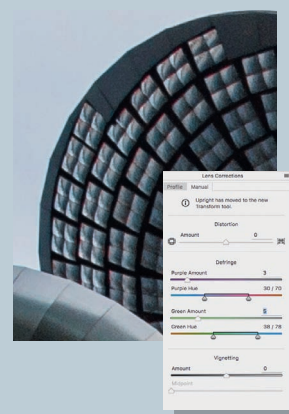 Lens Corrections
Profile Manual
Upright has moved to the new
Transform tool.
Distortion
Amount 0
Defringe
Purple Amount 3
Purple Hue 30 / 70
Green Amount 5
Green Hue 38 / 78
Vignetting
Amount 0
Midpoint